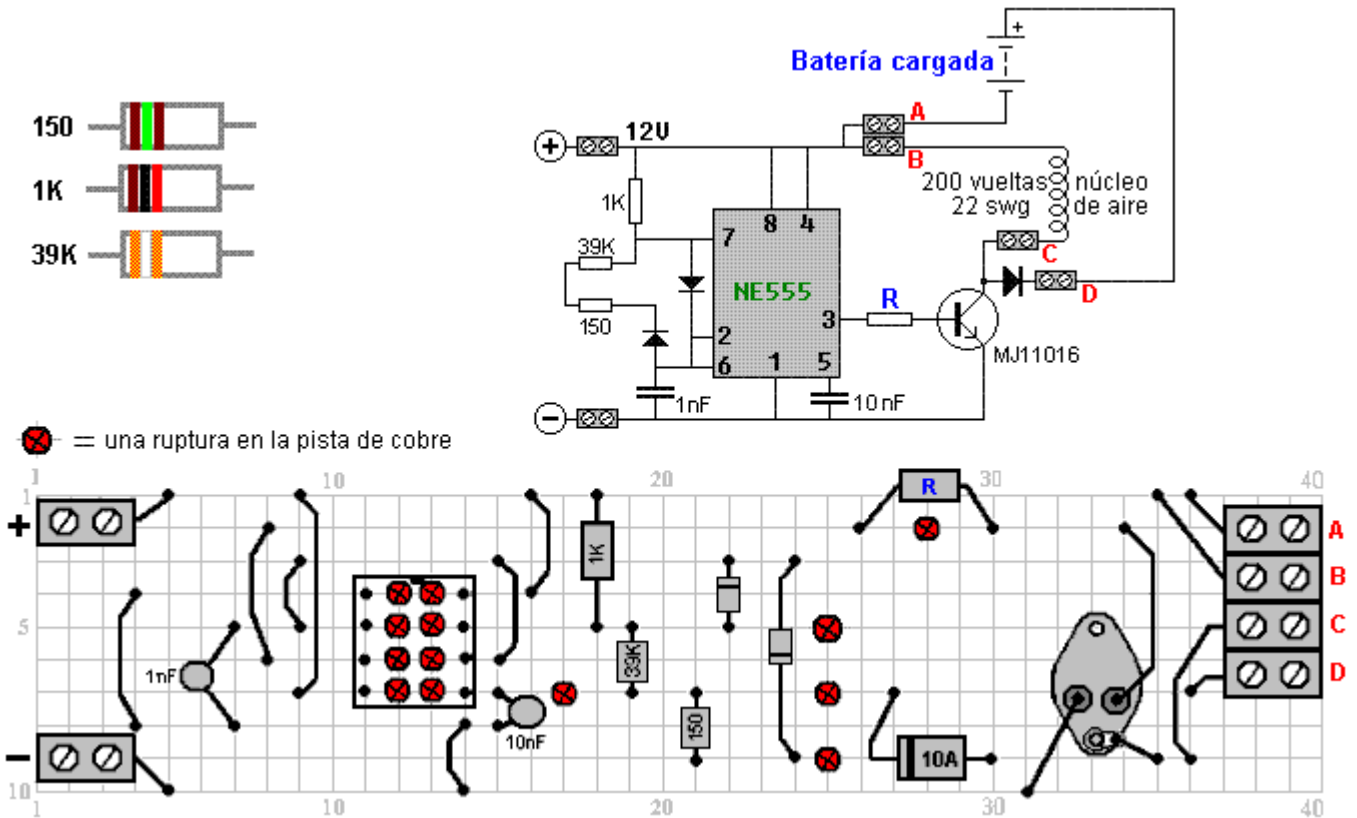 Batería cargada
+
150
1K
39K
A
+ 12V
B
200 vueltas núcleo
22 swg de aire
1K
8 4
7
C
39K
NE555
R
D
150
3
2
MJ11016
6
1 5
1nF
10nF
−
= una ruptura en la pista de cobre
1 10 20 30 40
1
R
+
A
1K
B
5
C
39K
1nF
D
150
10nF
−
10A
10
1 10 20 30 40